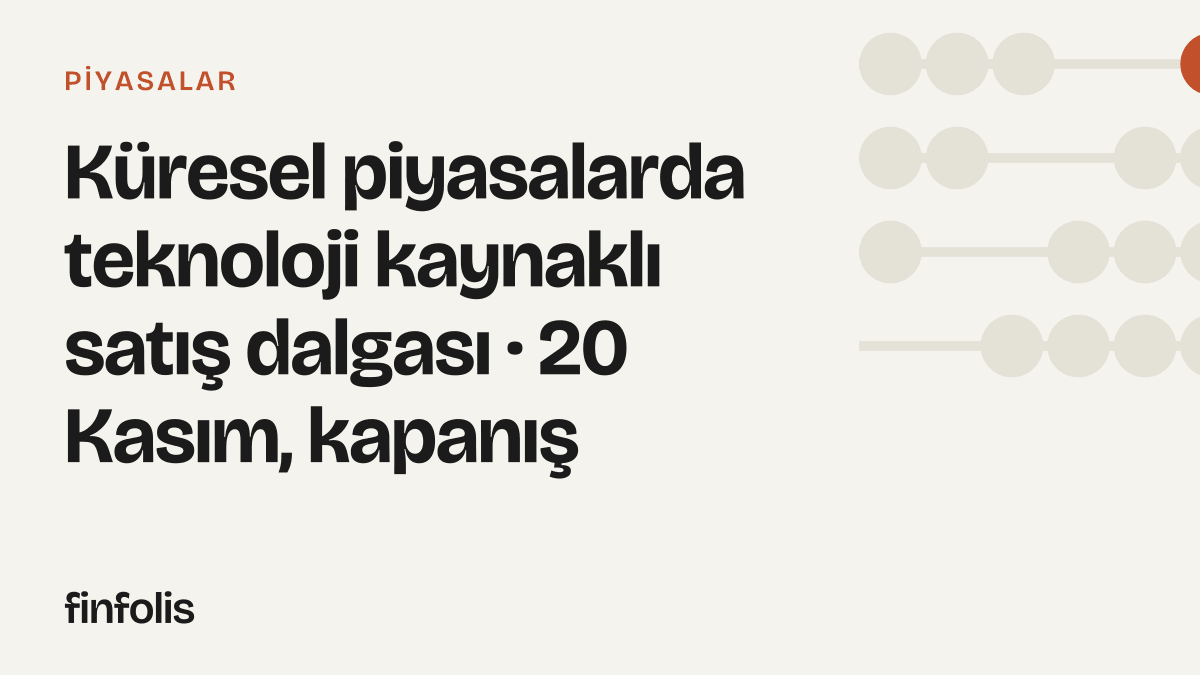 PİYASALAR
Küresel piyasalarda
teknoloji kaynaklı
satış dalgası · 20
Kasım, kapanış
finfolis